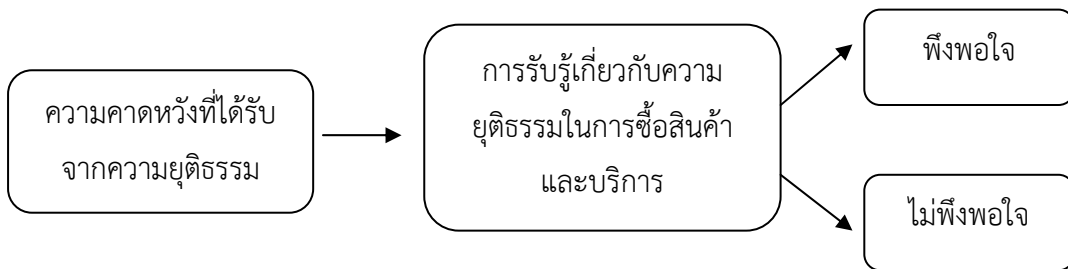 ความคาดหวังที่ได้รับ
จากความยุติธรรม
การรับรู้เกี่ยวกับความ
ยุติธรรมในการซื้อสินค้า
และบริการ
พึงพอใจ
ไม่พึงพอใจ